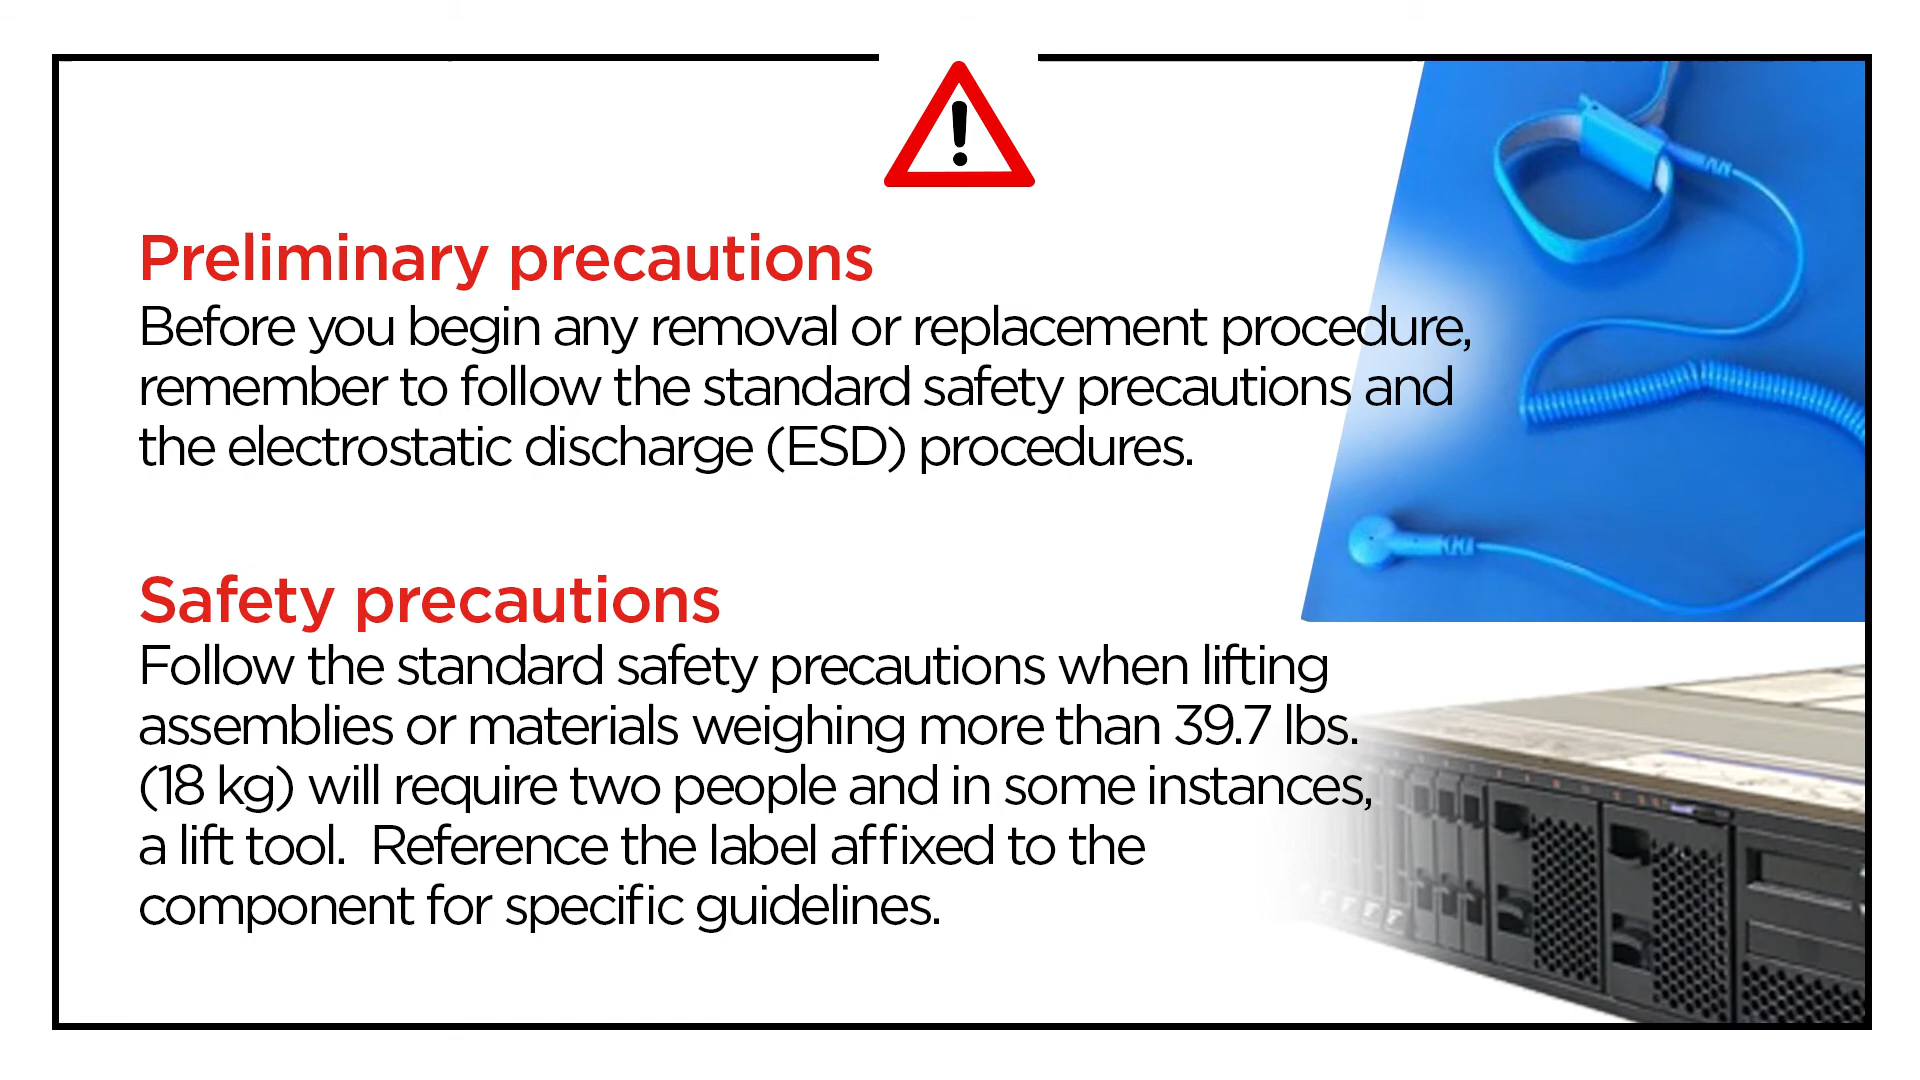 Preliminary precautions
Before you begin any removal or replacement procedure,
remember to follow the standard safety precautions and
the electrostatic discharge (ESD) procedures.
Safety precautions
Follow the standard safety precautions when lifting
assemblies or materials weighing more than 39.7 lbs.
(18 kg) will require two people and in some instances,
a lift tool.  Reference the label affixed to the
component for specific guidelines.